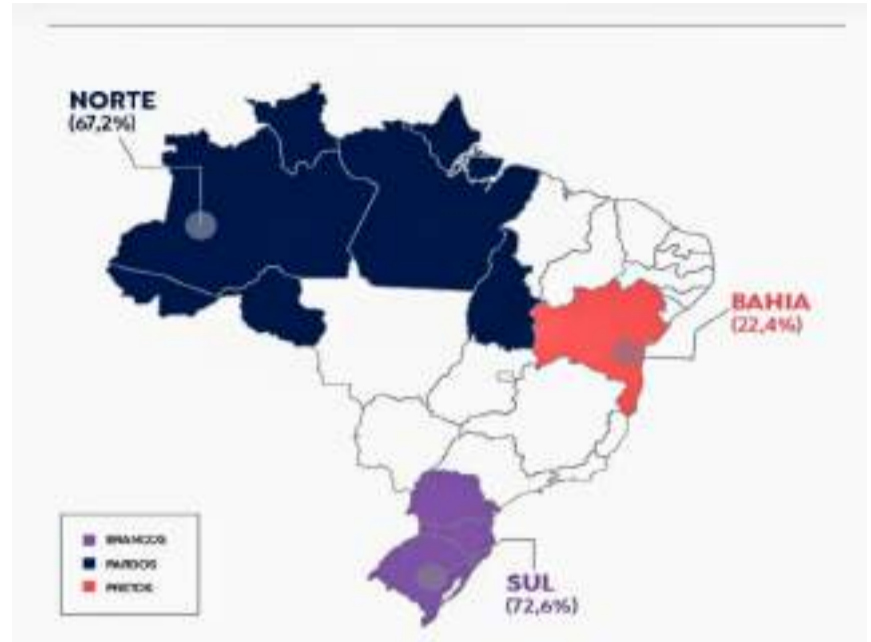 NORTE
(67,2%)
BAHIA
(22,4%)
BRANCOS
PARDOS
PRETOS
SUL
(72,6%)